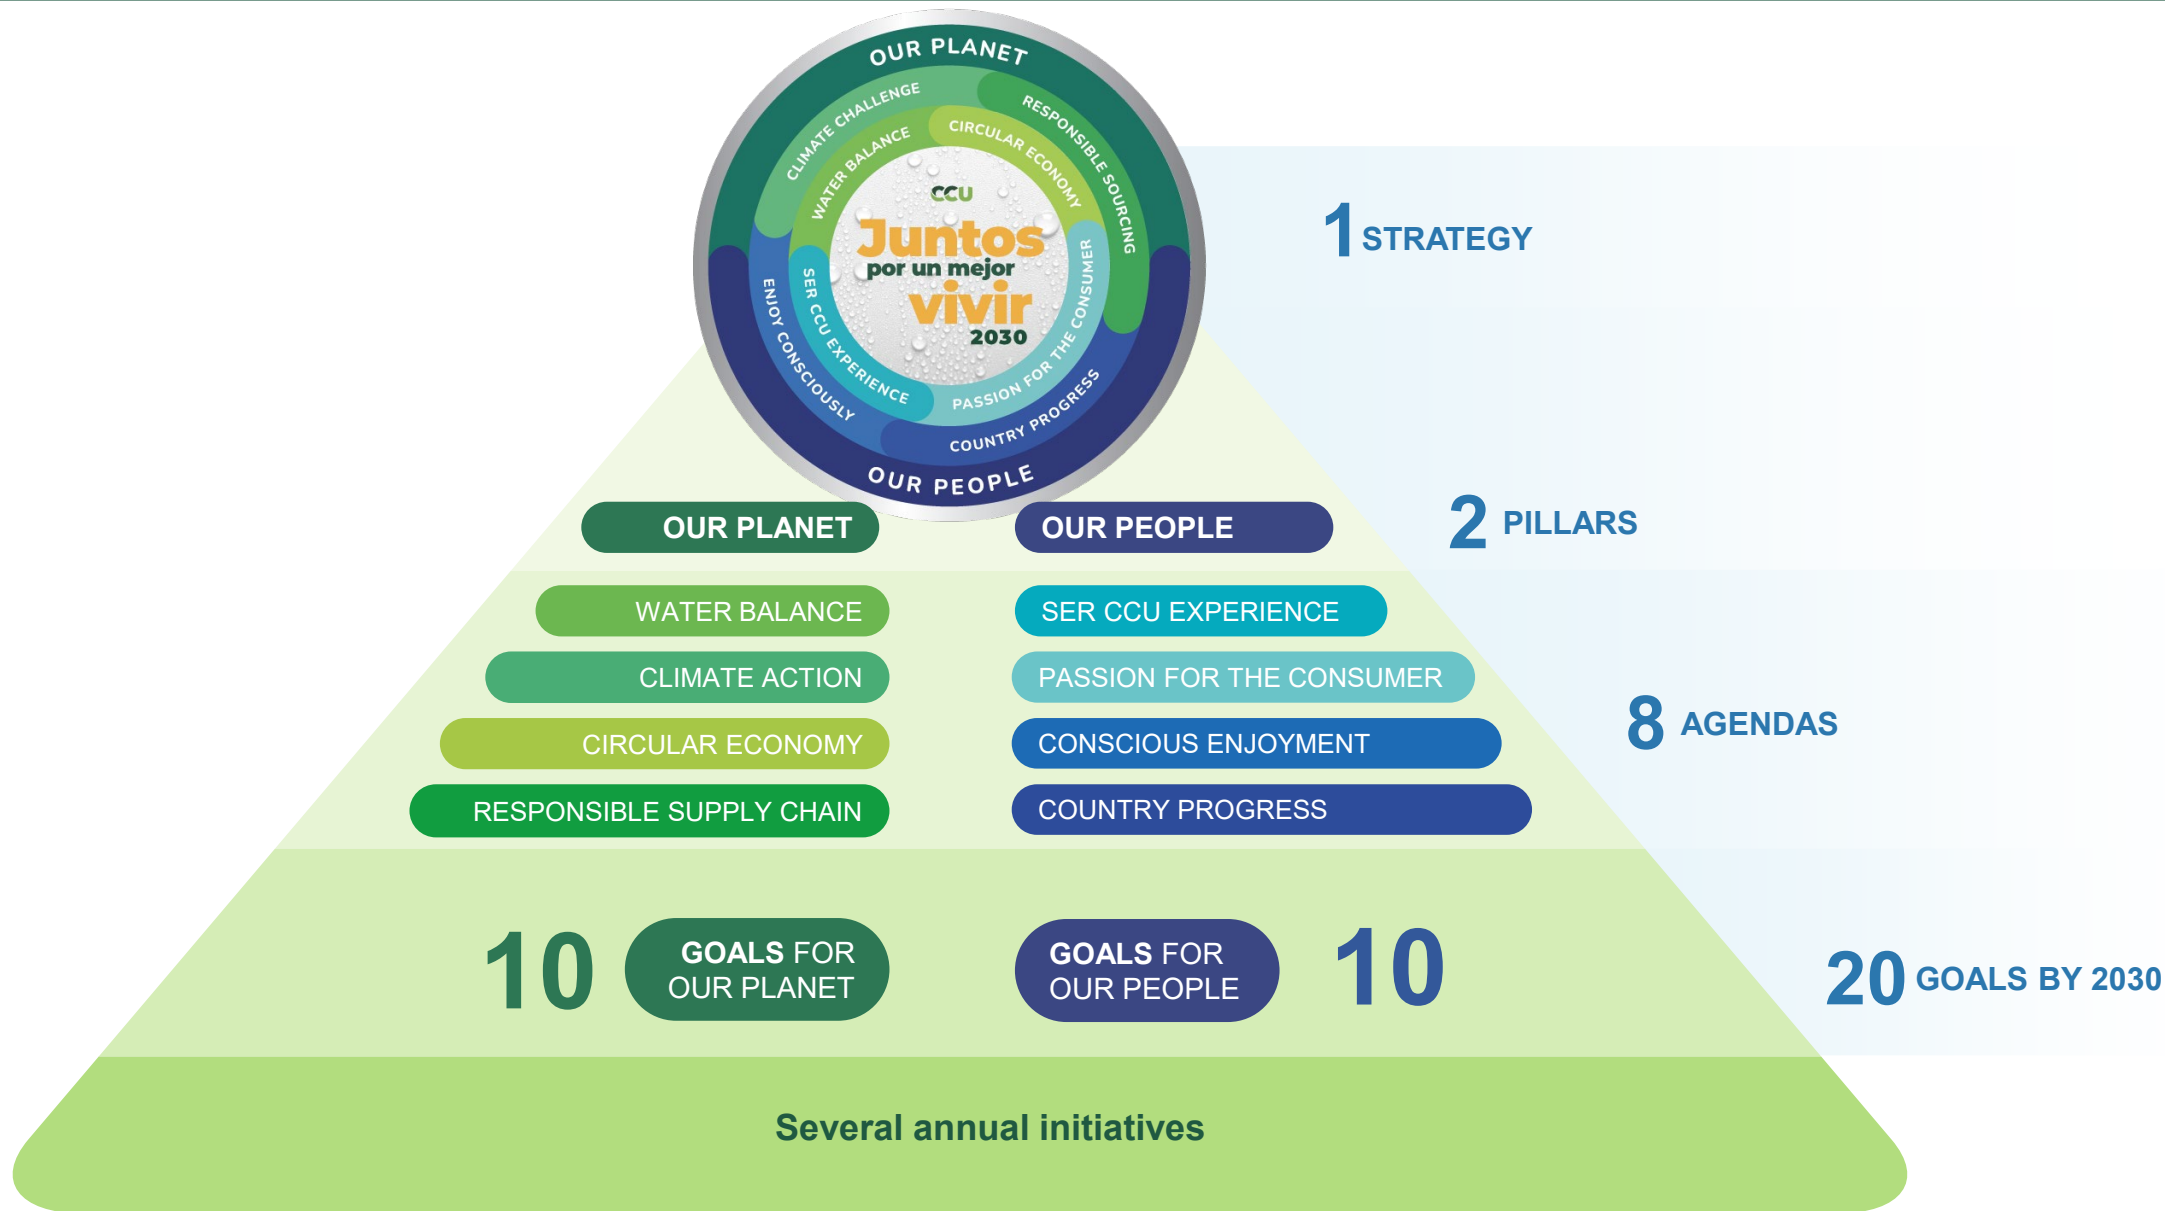 OUR PLANET
CLIMATE CHALLENGE
RESPONSIBLE SOURCING
WATER BALANCE
CIRCULAR ECONOMY
CCU
Juntos
por un mejor
vivir
2030
SER CCU EXPERIENCE
PASSION FOR THE CONSUMER
ENJOY CONSCIOUSLY
COUNTRY PROGRESS
OUR PEOPLE
1 STRATEGY
OUR PLANET
OUR PEOPLE
2 PILLARS
WATER BALANCE
SER CCU EXPERIENCE
CLIMATE ACTION
PASSION FOR THE CONSUMER
CIRCULAR ECONOMY
CONSCIOUS ENJOYMENT
RESPONSIBLE SUPPLY CHAIN
COUNTRY PROGRESS
8 AGENDAS
10
GOALS FOR
OUR PLANET
GOALS FOR
OUR PEOPLE
10
20 GOALS BY 2030
Several annual initiatives